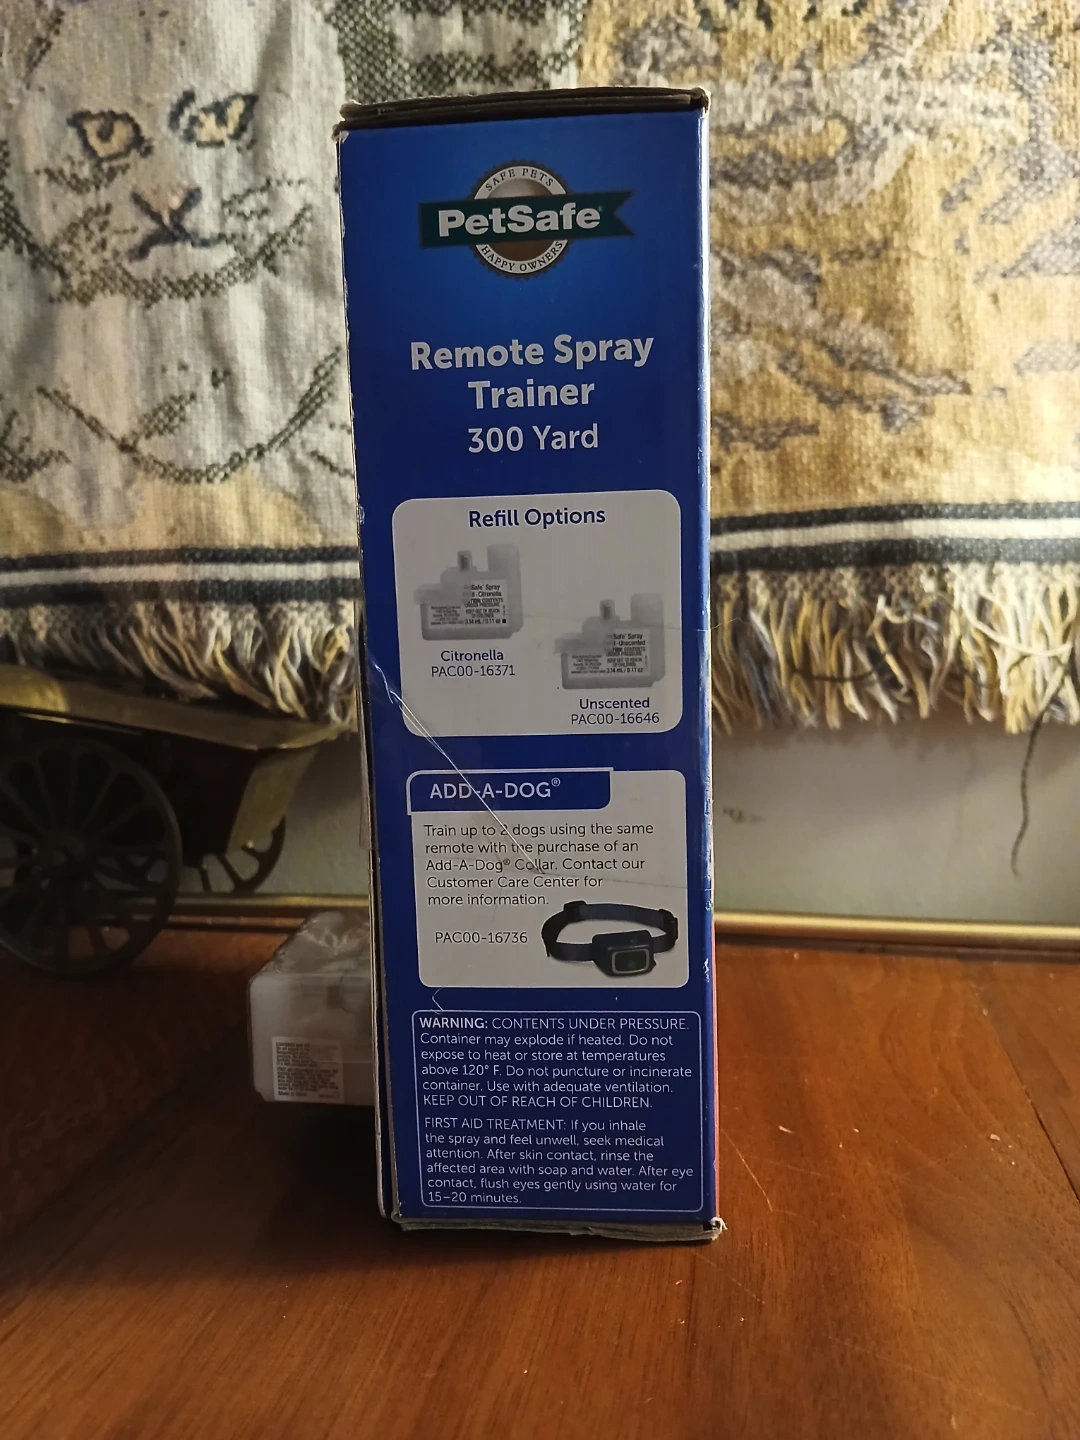 SAFE PETS
PetSafe®
HAPPY OWNERS
Remote Spray
Trainer
300 Yard
Refill Options
Citronella
PAC00-16371
Unscented
PAC00-16646
ADD-A-DOG®
Train up to 2 dogs using the same
remote with the purchase of an
Add-A-Dog® Collar. Contact our
Customer Care Center for
more information.
PAC00-16736
WARNING: CONTENTS UNDER PRESSURE.
Container may explode if heated. Do not
expose to heat or store at temperatures
above 120° F. Do not puncture or incinerate
container. Use with adequate ventilation.
KEEP OUT OF REACH OF CHILDREN.
FIRST AID TREATMENT: If you inhale
the spray and feel unwell, seek medical
attention. After skin contact, rinse the
affected area with soap and water. After eye
contact, flush eyes gently using water for
15–20 minutes.